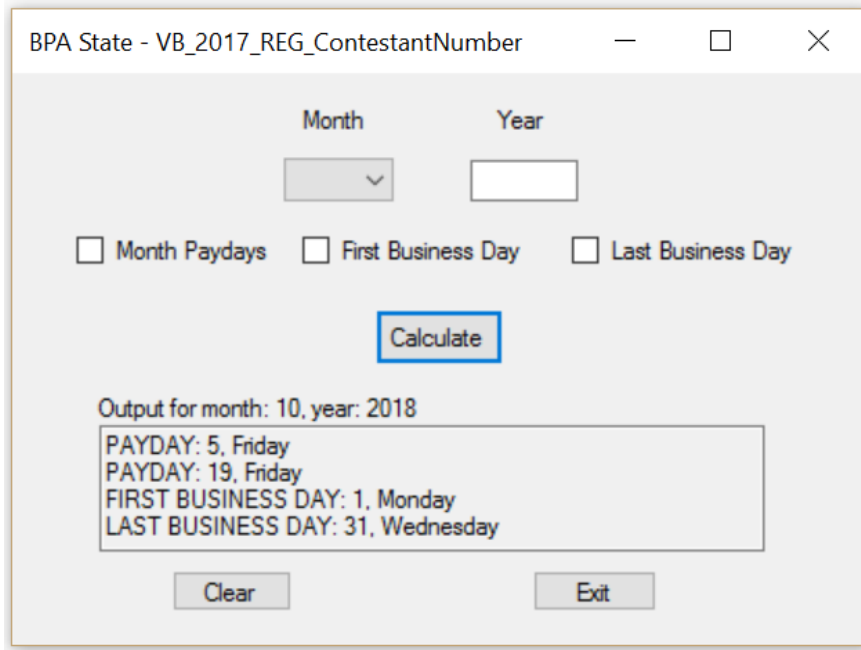 BPA State - VB_2017_REG_ContestantNumber
Month Year
Month Paydays First Business Day Last Business Day
Calculate
Output for month: 10, year: 2018
PAYDAY: 5, Friday
PAYDAY: 19, Friday
FIRST BUSINESS DAY: 1, Monday
LAST BUSINESS DAY: 31, Wednesday
Clear Exit